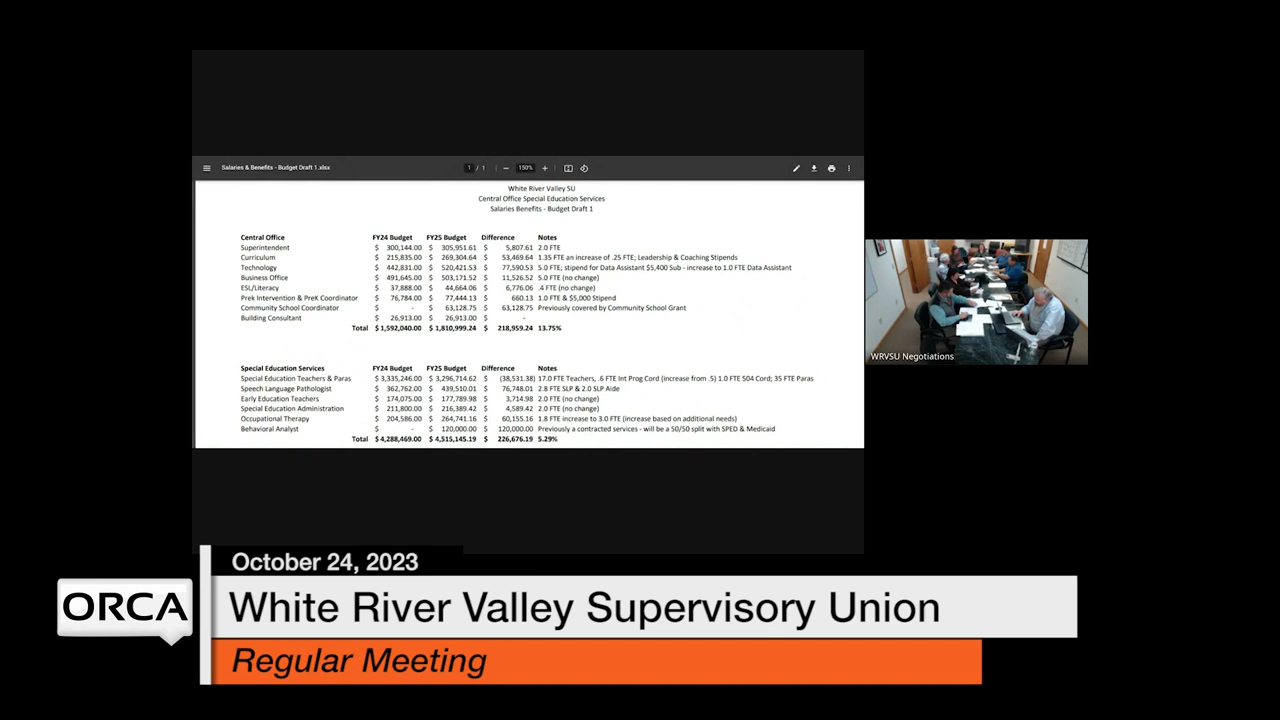 Salaries & Benefits - Budget Draft 1.xlsx 1 / 1 150%
White River Valley SU
Central Office Special Education Services
Salaries Benefits - Budget Draft 1
Central Office FY24 Budget FY25 Budget Difference Notes
Superintendent $ 300,144.00 $ 305,951.61 $ 5,807.61 2.0 FTE
Curriculum $ 215,835.00 $ 269,304.64 $ 53,469.64 1.35 FTE an increase of .25 FTE; Leadership & Coaching Stipends
Technology $ 442,831.00 $ 520,421.53 $ 77,590.53 5.0 FTE; stipend for Data Assistant $5,400 Sub - increase to 1.0 FTE Data Assistant
Business Office $ 491,645.00 $ 503,171.52 $ 11,526.52 5.0 FTE (no change)
ESL/Literacy $ 37,888.00 $ 44,664.06 $ 6,776.06 .4 FTE (no change)
Prek Intervention & PreK Coordinator $ 76,784.00 $ 77,444.13 $ 660.13 1.0 FTE & $5,000 Stipend
Community School Coordinator $ - $ 63,128.75 $ 63,128.75 Previously covered by Community School Grant
Building Consultant $ 26,913.00 $ 26,913.00 $ -
Total $ 1,592,040.00 $ 1,810,999.24 $ 218,959.24 13.75%
Special Education Services FY24 Budget FY25 Budget Difference Notes
Special Education Teachers & Paras $ 3,335,246.00 $ 3,296,714.62 $ (38,531.38) 17.0 FTE Teachers, .6 FTE Int Prog Cord (increase from .5) 1.0 FTE 504 Cord; 35 FTE Paras
Speech Language Pathologist $ 362,762.00 $ 439,510.01 $ 76,748.01 2.8 FTE SLP & 2.0 SLP Aide
Early Education Teachers $ 174,075.00 $ 177,789.98 $ 3,714.98 2.0 FTE (no change)
Special Education Administration $ 211,800.00 $ 216,389.42 $ 4,589.42 2.0 FTE (no change)
Occupational Therapy $ 204,586.00 $ 264,741.16 $ 60,155.16 1.8 FTE increase to 3.0 FTE (increase based on additional needs)
Behavioral Analyst $ - $ 120,000.00 $ 120,000.00 Previously a contracted services - will be a 50/50 split with SPED & Medicaid
Total $ 4,288,469.00 $ 4,515,145.19 $ 226,676.19 5.29%
WRVSU Negotiations
October 24, 2023
ORCA
White River Valley Supervisory Union
Regular Meeting